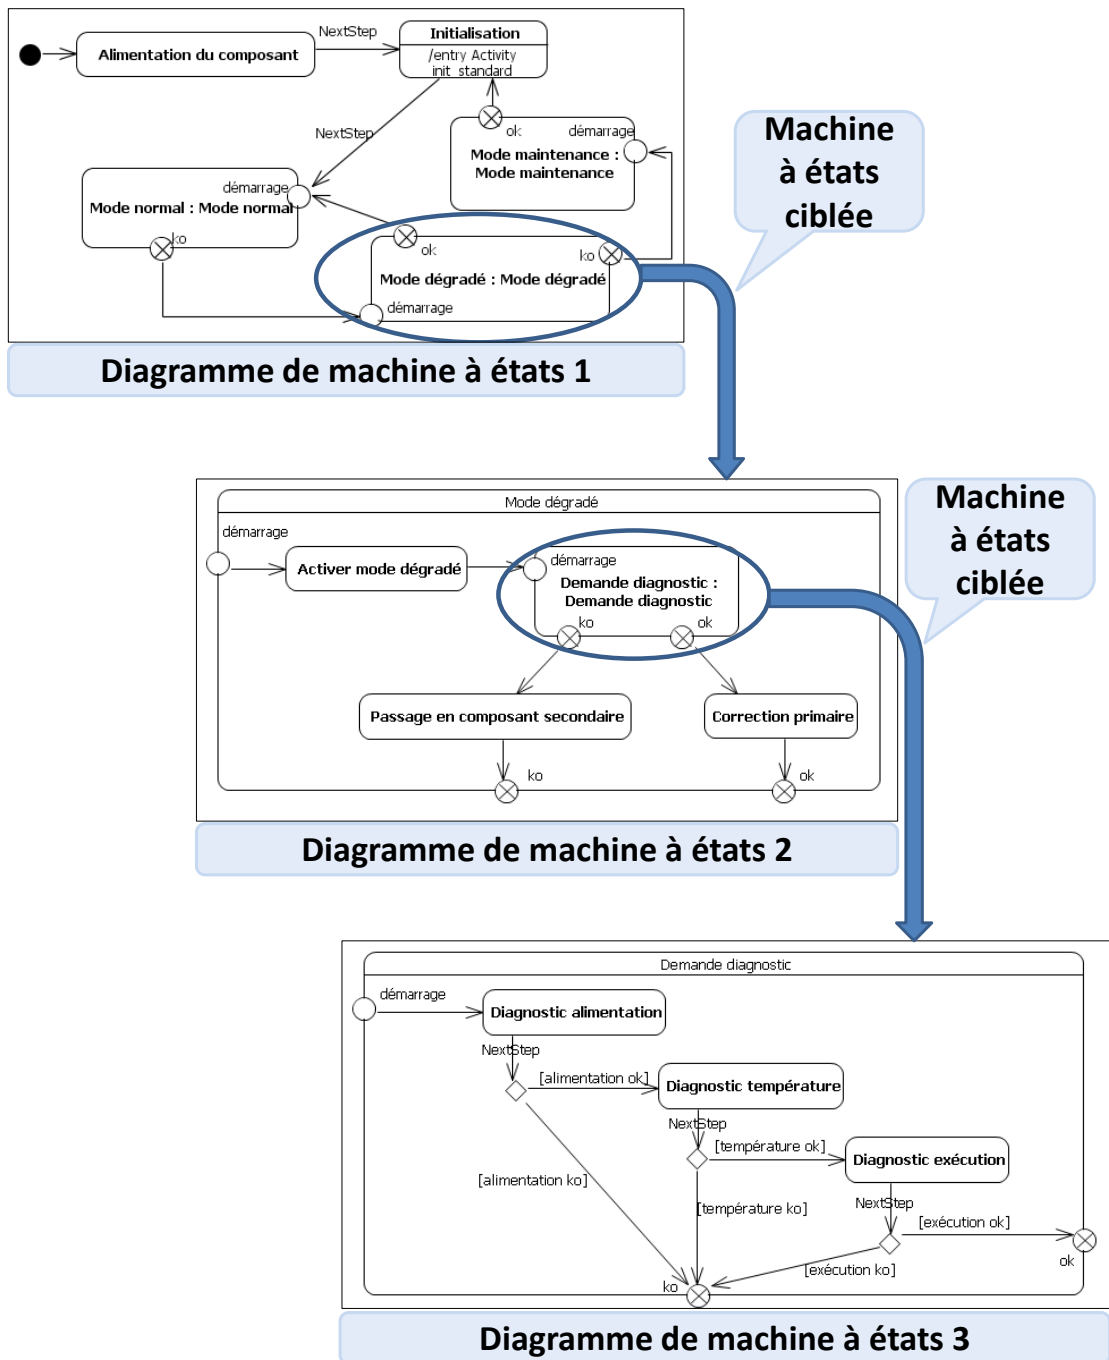 NextStep
Initialisation
Alimentation du composant
/entry Activity
init_standard
NextStep
ok
démarrage
Mode maintenance :
Mode maintenance
démarrage
Mode normal : Mode normal
ko
ok
ko
Mode dégradé : Mode dégradé
démarrage
Machine
à états
ciblée
Diagramme de machine à états 1
Mode dégradé
démarrage
Activer mode dégradé
démarrage
Demande diagnostic :
Demande diagnostic
ko
ok
Passage en composant secondaire
Correction primaire
ko
ok
Machine
à états
ciblée
Diagramme de machine à états 2
Demande diagnostic
démarrage
Diagnostic alimentation
NextStep
[alimentation ok]
Diagnostic température
NextStep
[température ok]
Diagnostic exécution
[alimentation ko]
[température ko]
NextStep
[exécution ok]
ok
[exécution ko]
ko
Diagramme de machine à états 3